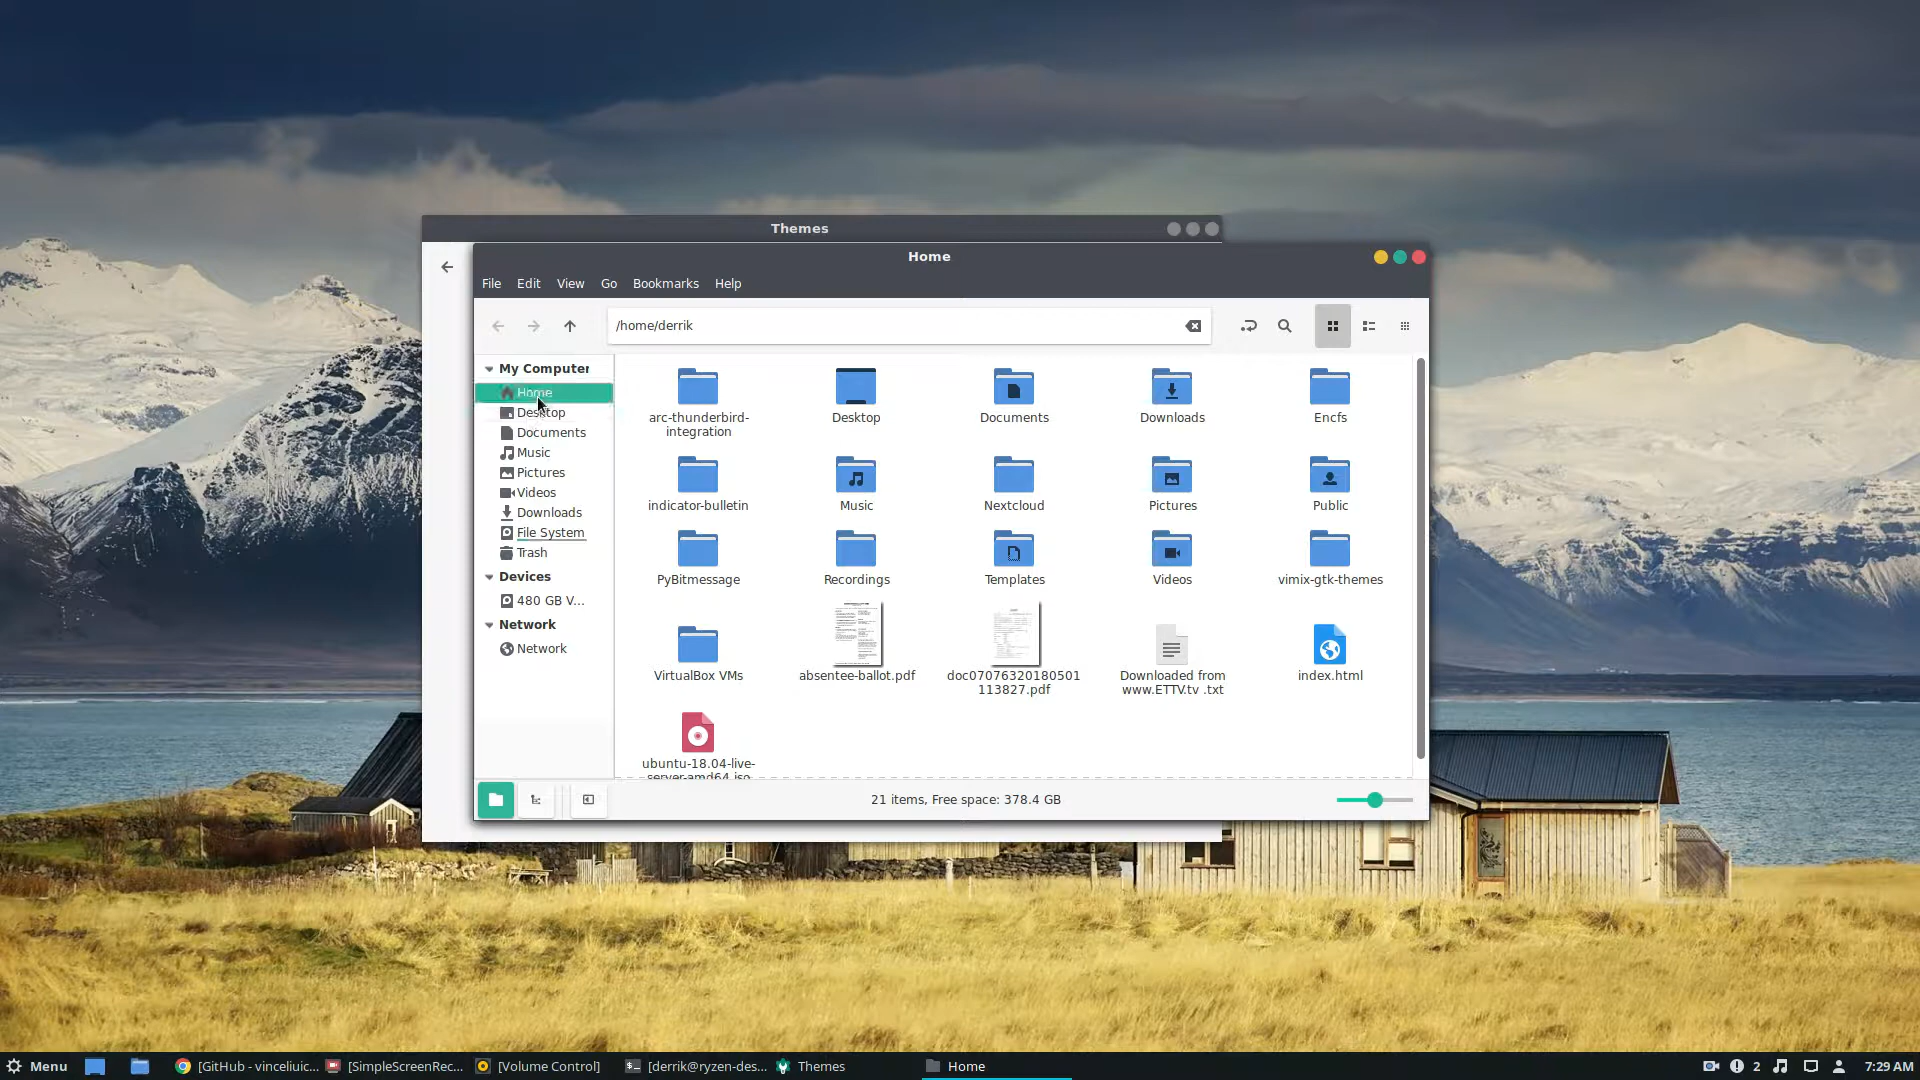 Themes
Home
File Edit View Go Bookmarks Help
/home/derrik
My Computer
Home
Desktop
Documents
Music
Pictures
Videos
Downloads
File System
Trash
Devices
480 GB V...
Network
Network
arc-thunderbird-
integration
Desktop
Documents
Downloads
Encfs
indicator-bulletin
Music
Nextcloud
Pictures
Public
PyBitmessage
Recordings
Templates
Videos
vimix-gtk-themes
VirtualBox VMs
absentee-ballot.pdf
doc07076320180501
113827.pdf
Downloaded from
www.ETTV.tv .txt
index.html
ubuntu-18.04-live-
server-amd64.iso
21 items, Free space: 378.4 GB
Menu [GitHub - vinceliuic... [SimpleScreenRec... [Volume Control] [derrik@ryzen-des... Themes Home 2 7:29 AM